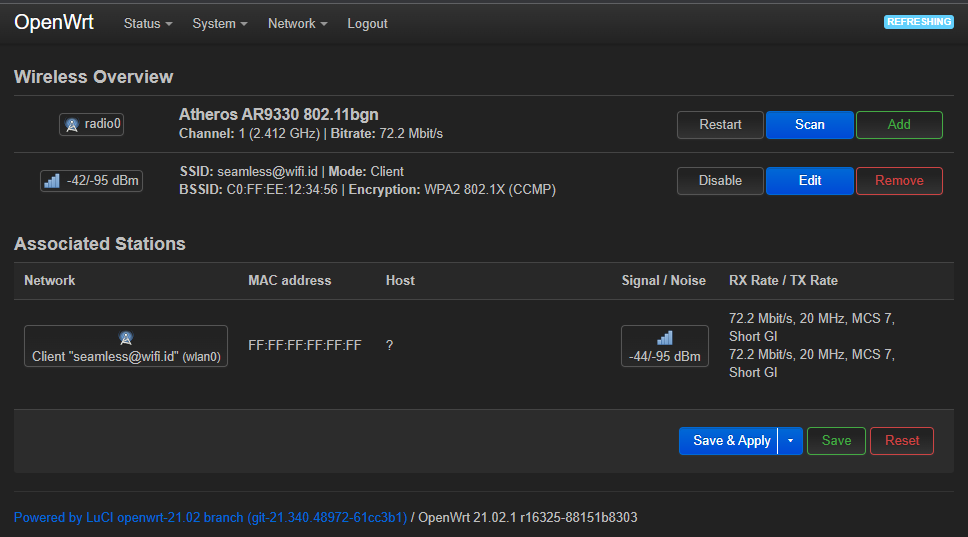 OpenWrt Status System Network Logout REFRESHING
Wireless Overview
radio0
Atheros AR9330 802.11bgn
Channel: 1 (2.412 GHz) | Bitrate: 72.2 Mbit/s
Restart Scan Add
-42/-95 dBm
SSID: seamless@wifi.id | Mode: Client
BSSID: C0:FF:EE:12:34:56 | Encryption: WPA2 802.1X (CCMP)
Disable Edit Remove
Associated Stations
Network MAC address Host Signal / Noise RX Rate / TX Rate
Client "seamless@wifi.id" (wlan0)
FF:FF:FF:FF:FF:FF
?
-44/-95 dBm
72.2 Mbit/s, 20 MHz, MCS 7,
Short GI
72.2 Mbit/s, 20 MHz, MCS 7,
Short GI
Save & Apply Save Reset
Powered by LuCI openwrt-21.02 branch (git-21.340.48972-61cc3b1) / OpenWrt 21.02.1 r16325-88151b8303